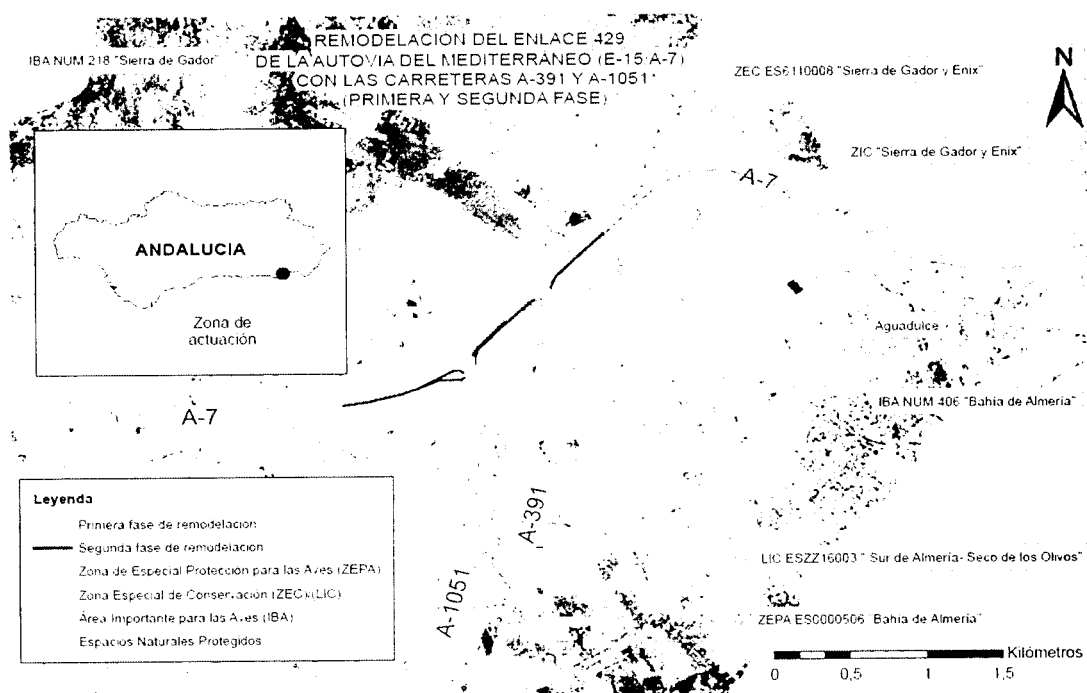 REMODELACION DEL ENLACE 429
DE LA AUTOVIA DEL MEDITERRÁNEO (E-15/A-7)
CON LAS CARRETERAS A-391 Y A-1051
(PRIMERA Y SEGUNDA FASE)
IBA NUM 218 "Sierra de Gador"
ZEC ES6110008 "Sierra de Gador y Enix"
N
ZIC "Sierra de Gador y Enix"
A-7
ANDALUCIA
Zona de
actuación
Aguadulce
IBA NUM 406 "Bahia de Almeria"
A-7
A-391
A-1051
Leyenda
Primera fase de remodelacion
Segunda fase de remodelacion
Zona de Especial Protección para las Aves (ZEPA)
Zona Especial de Conservación (ZEC)/(LIC)
Área Importante para las Aves (IBA)
Espacios Naturales Protegidos
LIC ESZZ16003 " Sur de Almería- Seco de los Olivos"
ZEPA ES0000506 "Bahia de Almeria"
Kilómetros
0 0,5 1 1,5